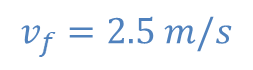 v_f = 2.5 m/s